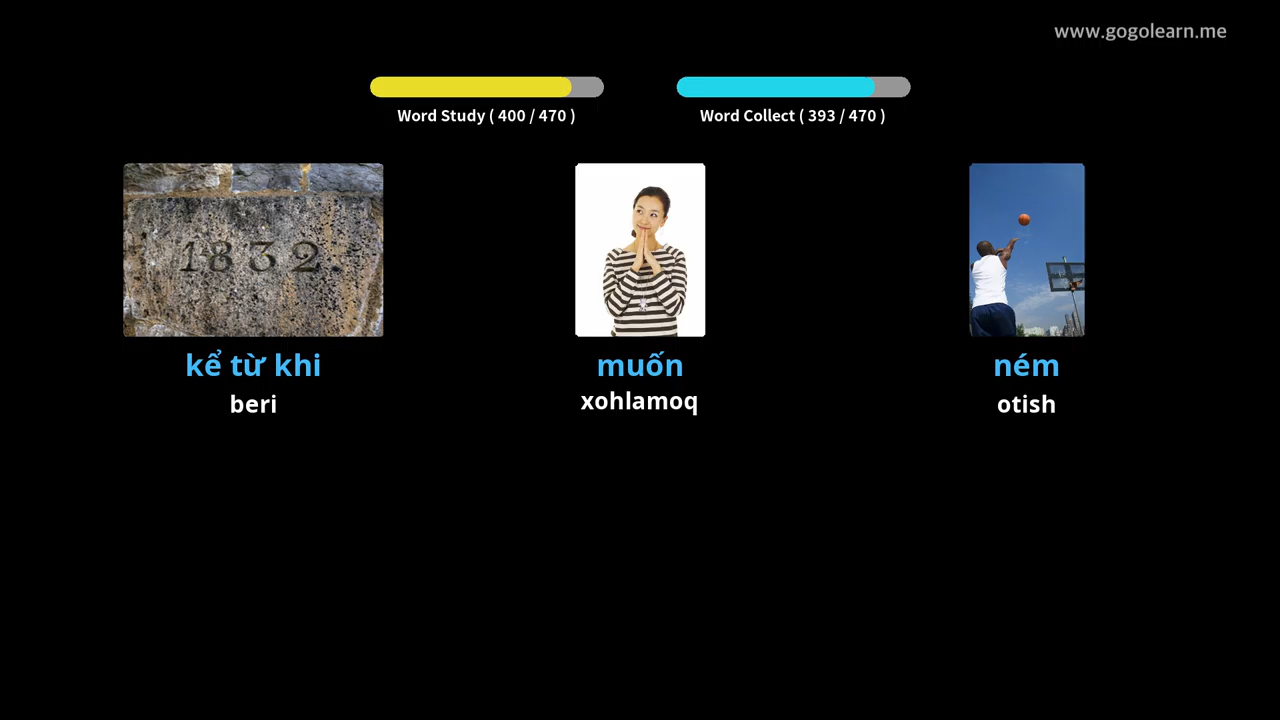 www.gogolearn.me
Word Study ( 400 / 470 )
Word Collect ( 393 / 470 )
1832.
kể từ khi
beri
muốn
xohlamoq
ném
otish